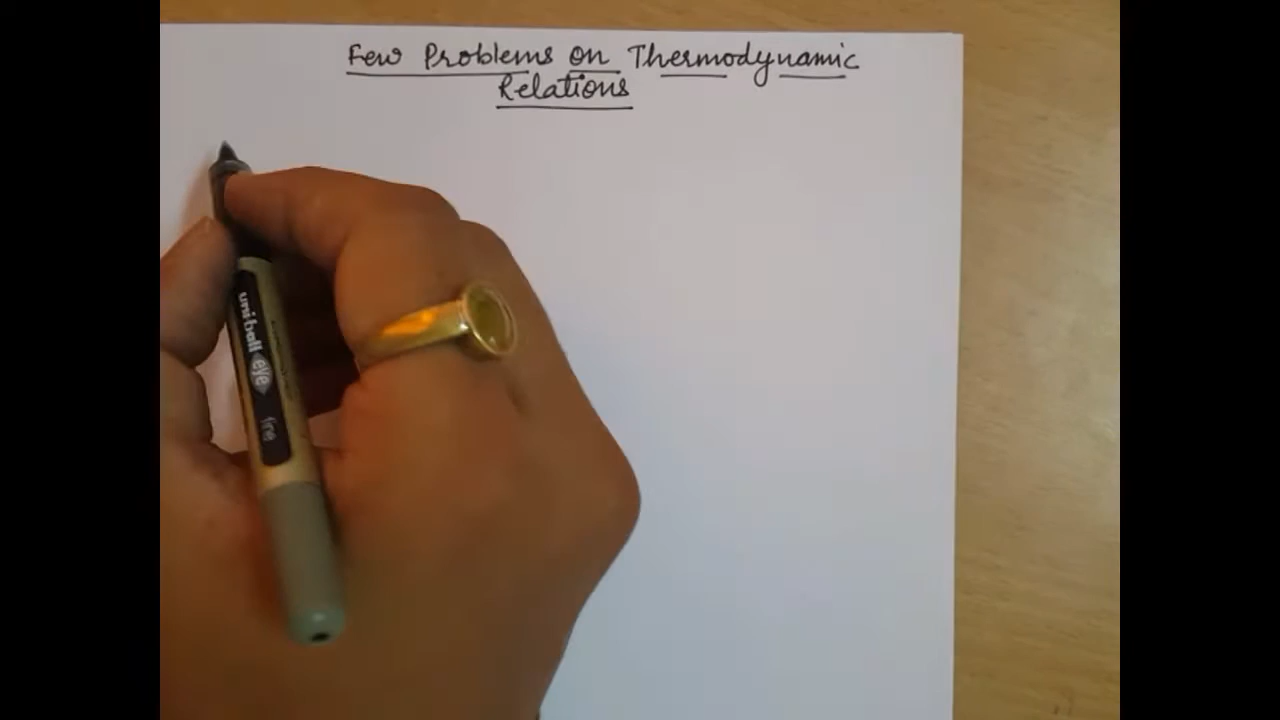 Few Problems on Thermodynamic
Relations
uni-ball eye fine